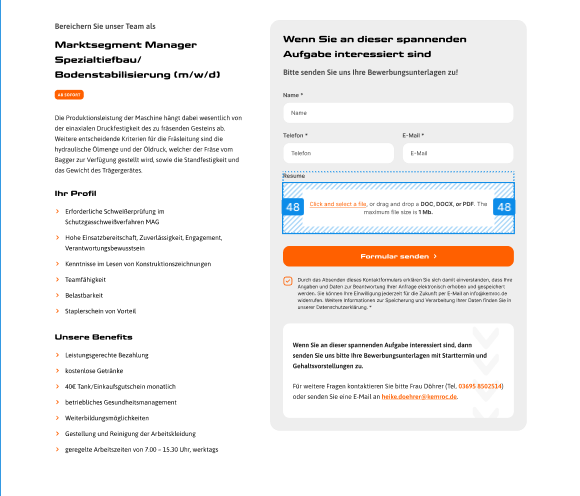 Bereichern Sie unser Team als
Marktsegment Manager
Spezialtiefbau/
Bodenstabilisierung (m/w/d)
AB SOFORT
Die Produktionsleistung der Maschine hängt dabei wesentlich von
der einaxialen Druckfestigkeit des zu fräsenden Gesteins ab.
Weitere entscheidende Kriterien für die Fräsleitung sind die
hydraulische Ölmenge und der Öldruck, welcher der Fräse vom
Bagger zur Verfügung gestellt wird, sowie die Standfestigkeit und
das Gewicht des Trägergerätes.
Ihr Profil
Erforderliche Schweißerprüfung im
Schutzgasschweißverfahren MAG
Hohe Einsatzbereitschaft, Zuverlässigkeit, Engagement,
Verantwortungsbewusstsein
Kenntnisse im Lesen von Konstruktionszeichnungen
Teamfähigkeit
Belastbarkeit
Staplerschein von Vorteil
Unsere Benefits
Leistungsgerechte Bezahlung
kostenlose Getränke
40€ Tank/Einkaufsgutschein monatlich
betriebliches Gesundheitsmanagement
Weiterbildungsmöglichkeiten
Gestellung und Reinigung der Arbeitskleidung
geregelte Arbeitszeiten von 7.00 – 15.30 Uhr, werktags
Wenn Sie an dieser spannenden
Aufgabe interessiert sind
Bitte senden Sie uns Ihre Bewerbungsunterlagen zu!
Name *
Name
Telefon * E-Mail *
Telefon E-Mail
Resume
48 Click and select a file, or drag and drop a DOC, DOCX, or PDF. The 48
maximum file size is 1 Mb.
Formular senden
Durch das Absenden dieses Kontaktformulars erklären Sie sich damit einverstanden, dass Ihre
Angaben und Daten zur Beantwortung Ihrer Anfrage elektronisch erhoben und gespeichert
werden. Sie können Ihre Einwilligung jederzeit für die Zukunft per E-Mail an info@kemroc.de
widerrufen. Weitere Informationen zur Speicherung und Verarbeitung Ihrer Daten finden Sie in
unserer Datenschutzerklärung. *
Wenn Sie an dieser spannenden Aufgabe interessiert sind, dann
senden Sie uns bitte Ihre Bewerbungsunterlagen mit Starttermin und
Gehaltsvorstellungen zu.
Für weitere Fragen kontaktieren Sie bitte Frau Döhrer (Tel. 03695 8502514)
oder senden Sie eine E-Mail an heike.doehrer@kemroc.de.